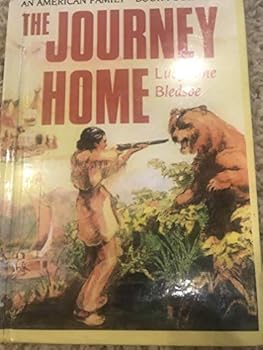 AN AMERICAN FAMILY
THE JOURNEY
HOME
Bledsoe